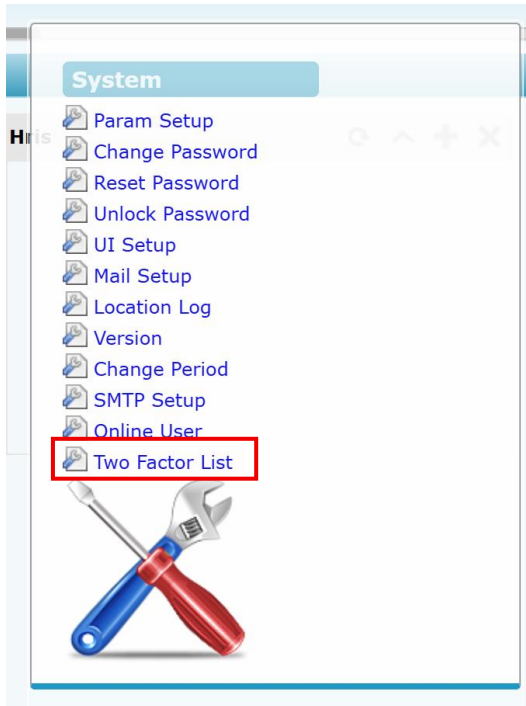 System
Param Setup
Hris
Change Password
Reset Password
Unlock Password
UI Setup
Mail Setup
Location Log
Version
Change Period
SMTP Setup
Online User
Two Factor List